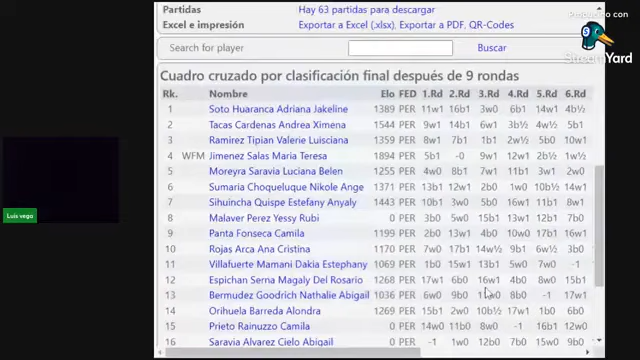 Partidas Hay 63 partidas para descargar
Producido con
Excel e impresión Exportar a Excel (.xlsx), Exportar a PDF, QR-Codes
StreamYard
Search for player Buscar
Cuadro cruzado por clasificación final después de 9 rondas
Rk. Nombre Elo FED 1.Rd 2.Rd 3.Rd 4.Rd 5.Rd 6.Rd
1 Soto Huaranca Adriana Jakeline 1389 PER 11w1 16b1 3w0 6b1 14w1 4b½
2 Tacas Cardenas Andrea Ximena 1544 PER 9w1 14b1 6w1 3b½ 4w½ 5b1
3 Ramirez Tipian Valerie Luisciana 1359 PER 8w1 7b1 1b1 2w½ 5b0 10w1
4 WFM Jimenez Salas Maria Teresa 1894 PER 5b1 -0 9w1 12w1 2b½ 1w½
5 Moreyra Saravia Luciana Belen 1255 PER 4w0 8b1 7w1 11b1 3w1 2w0
6 Sumaria Choqueluque Nikole Ange 1371 PER 13b1 12w1 2b0 1w0 10b½ 14w1
7 Sihuincha Quispe Estefany Anyaly 1443 PER 10b1 3w0 5b0 16w1 11b1 8w1
8 Malaver Perez Yessy Rubi 0 PER 3b0 5w0 15b1 13w1 12b1 7b0
9 Panta Fonseca Camila 1199 PER 2b0 13w1 4b0 10w0 17b1 16w1
10 Rojas Arca Ana Cristina 1170 PER 7w0 17b1 14w½ 9b1 6w½ 3b0
11 Villafuerte Mamani Dakia Estephany 1069 PER 1b0 15w1 13b1 5w0 7w0 -1
12 Espichan Serna Magaly Del Rosario 1268 PER 17w1 6b0 16w1 4b0 8w0 15b1
13 Bermudez Goodrich Nathalie Abigail 1036 PER 6w0 9b0 8b0 -1 17w1
14 Orihuela Barreda Alondra 1269 PER 15b1 2w0 10b½ 17w1 1b0 6b0
15 Prieto Rainuzzo Camila 0 PER 14w0 11b0 8w0 -1 16b1 12w0
16 Saravia Alvarez Cielo Abigail 0 PER -1 1w0 12b0 7b0 15w0 9b0
Luis vego